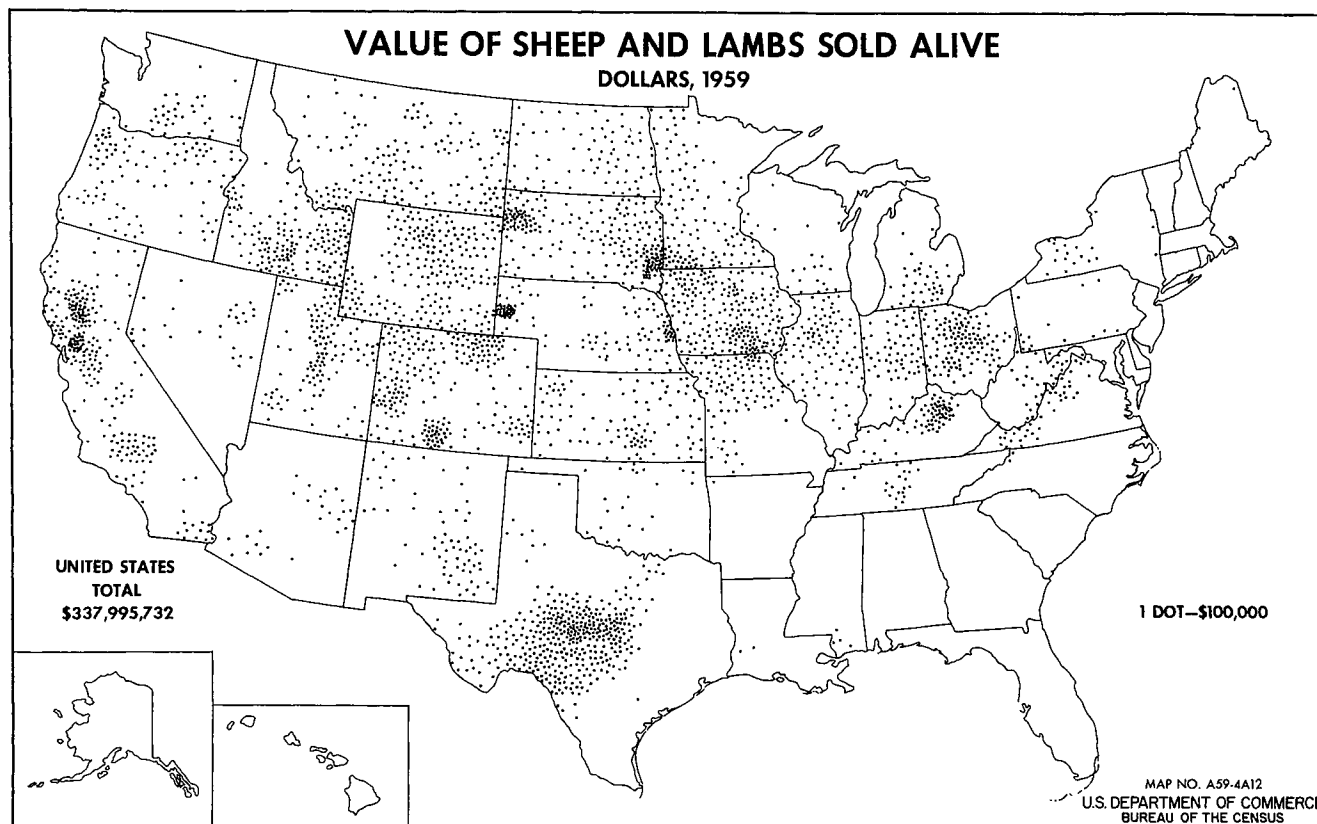 VALUE OF SHEEP AND LAMBS SOLD ALIVE
DOLLARS, 1959
UNITED STATES
TOTAL
$337,995,732
1 DOT—$100,000
MAP NO. A59-4A12
U.S. DEPARTMENT OF COMMERCE
BUREAU OF THE CENSUS